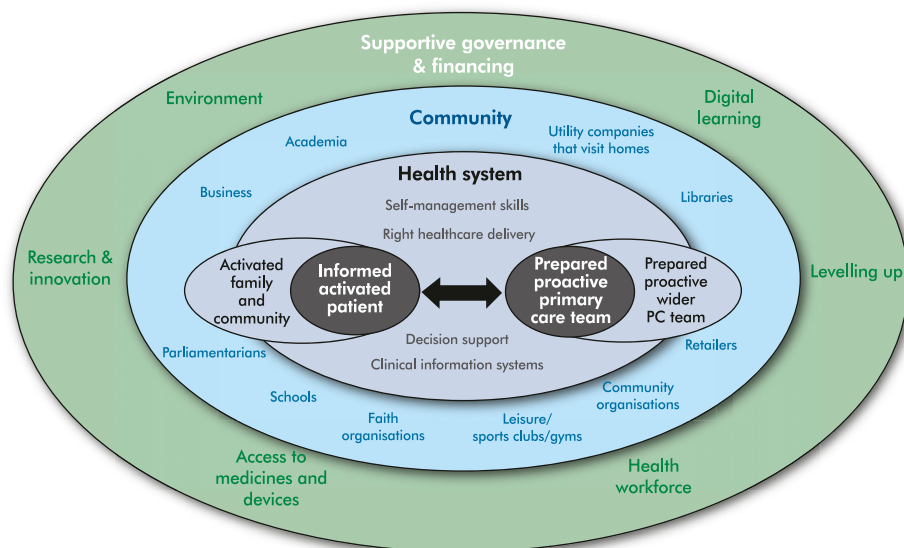 Supportive governance
& financing
Environment
Digital
learning
Community
Academia
Utility companies
that visit homes
Business
Health system
Libraries
Self-management skills
Right healthcare delivery
Research &
innovation
Activated
family
and
community
Informed
activated
patient
Prepared
proactive
primary
care team
Prepared
proactive
wider
PC team
Levelling up
Parliamentarians
Decision support
Retailers
Clinical information systems
Schools
Community
organisations
Faith
organisations
Leisure/
sports clubs/gyms
Access to
medicines and
devices
Health
workforce